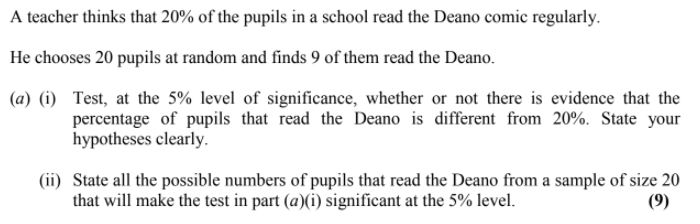 A teacher thinks that 20% of the pupils in a school read the Deano comic regularly.
He chooses 20 pupils at random and finds 9 of them read the Deano.
(a) (i) Test, at the 5% level of significance, whether or not there is evidence that the
percentage of pupils that read the Deano is different from 20%. State your
hypotheses clearly.
(ii) State all the possible numbers of pupils that read the Deano from a sample of size 20
that will make the test in part (a)(i) significant at the 5% level. (9)